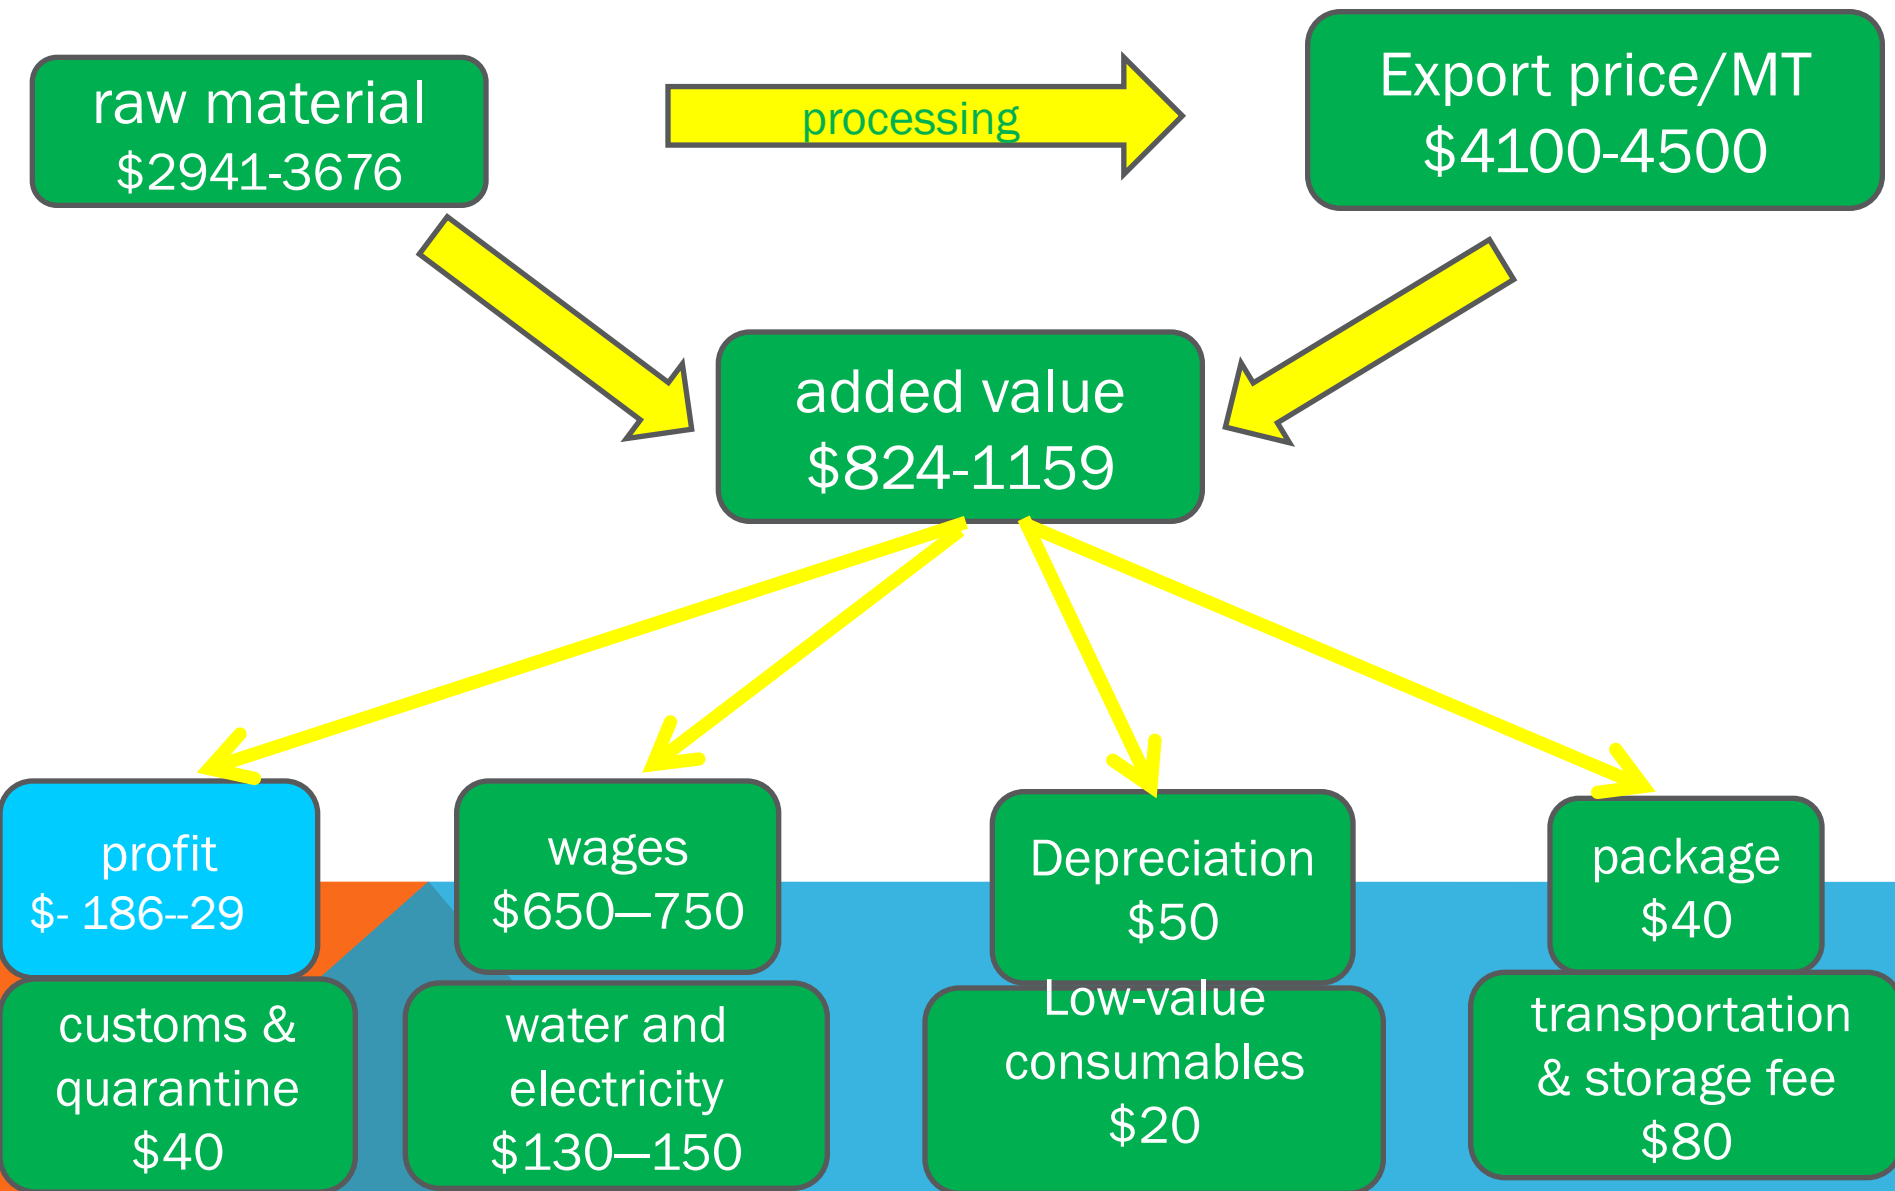 raw material
$2941-3676
processing
Export price/MT
$4100-4500
added value
$824-1159
profit
$- 186--29
wages
$650—750
Depreciation
$50
package
$40
customs &
quarantine
$40
water and
electricity
$130—150
Low-value
consumables
$20
transportation
& storage fee
$80